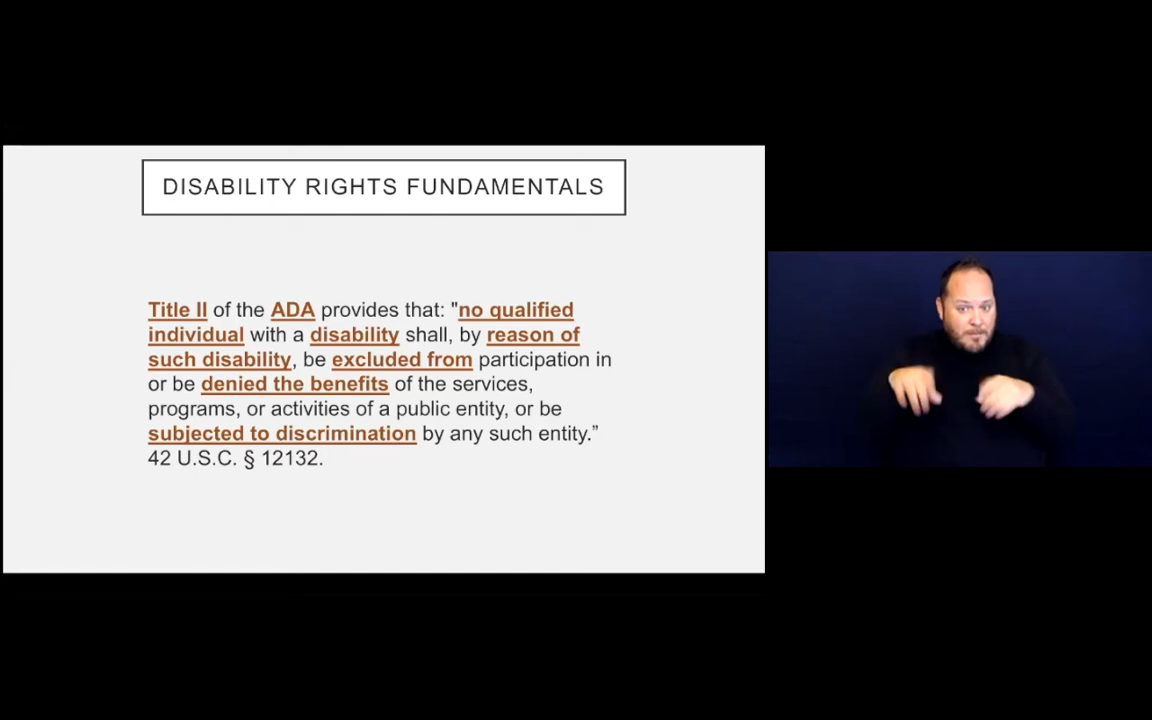 DISABILITY RIGHTS FUNDAMENTALS
Title II of the ADA provides that: "no qualified
individual with a disability shall, by reason of
such disability, be excluded from participation in
or be denied the benefits of the services,
programs, or activities of a public entity, or be
subjected to discrimination by any such entity.”
42 U.S.C. § 12132.